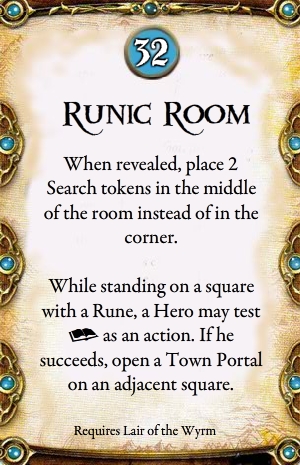 32
Runic Room
When revealed, place 2
Search tokens in the middle
of the room instead of in the
corner.
While standing on a square
with a Rune, a Hero may test
as an action. If he
succeeds, open a Town Portal
on an adjacent square.
Requires Lair of the Wyrm